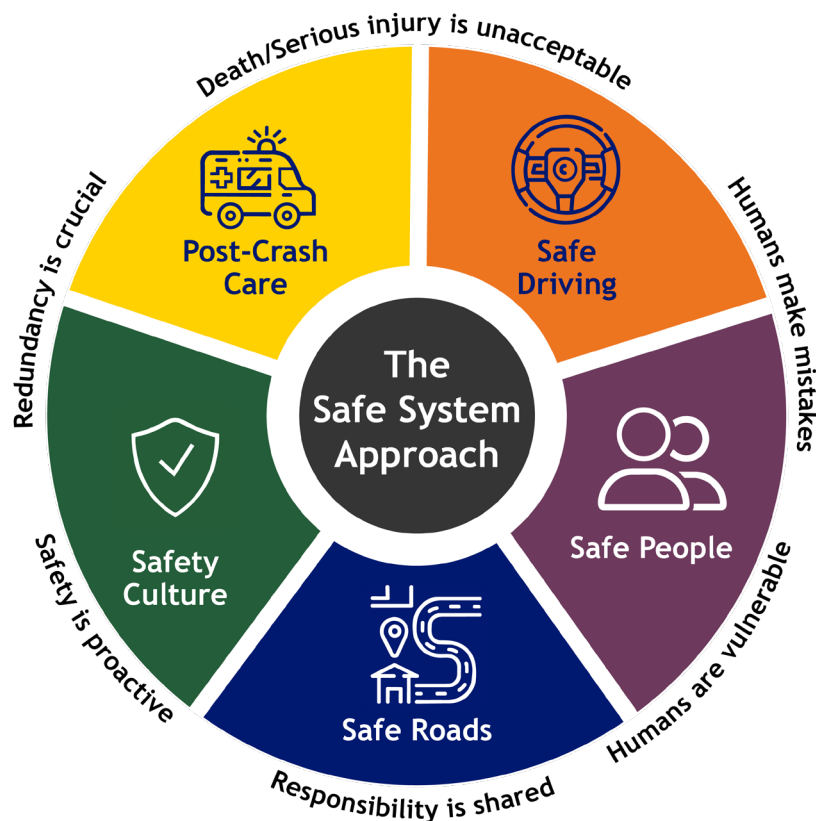 Death/Serious injury is unacceptable
Humans make mistakes
Humans are vulnerable
Responsibility is shared
Safety is proactive
Redundancy is crucial
Post-Crash
Care
Safe
Driving
Safe People
Safe Roads
Safety
Culture
The
Safe System
Approach